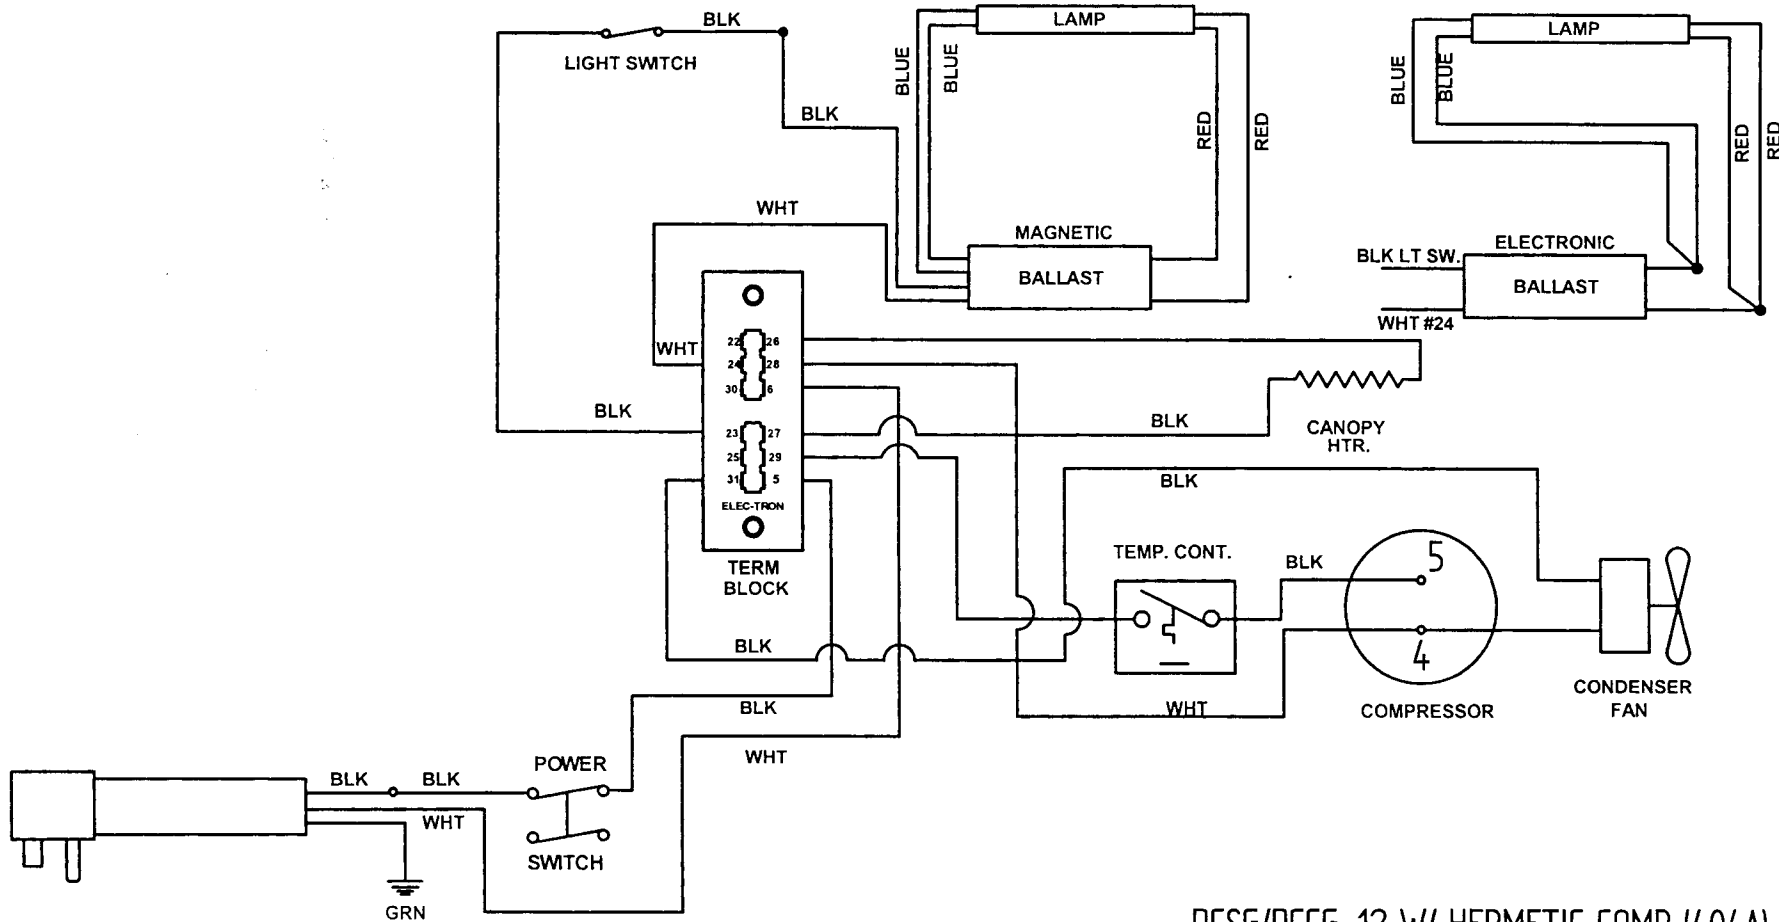 BLK
LIGHT SWITCH
BLK
LAMP
BLUE
BLUE
RED
RED
MAGNETIC
BALLAST
WHT
LAMP
BLUE
BLUE
RED
RED
BLK LT SW.
ELECTRONIC
BALLAST
WHT #24
WHT
22 26
24 28
30 6
BLK
23 27
25 29
31 5
ELEC-TRON
TERM
BLOCK
BLK
CANOPY
HTR.
BLK
TEMP. CONT.
BLK
5
4
COMPRESSOR
CONDENSER
FAN
BLK
WHT
BLK
WHT
POWER
SWITCH
BLK BLK
WHT
GRN